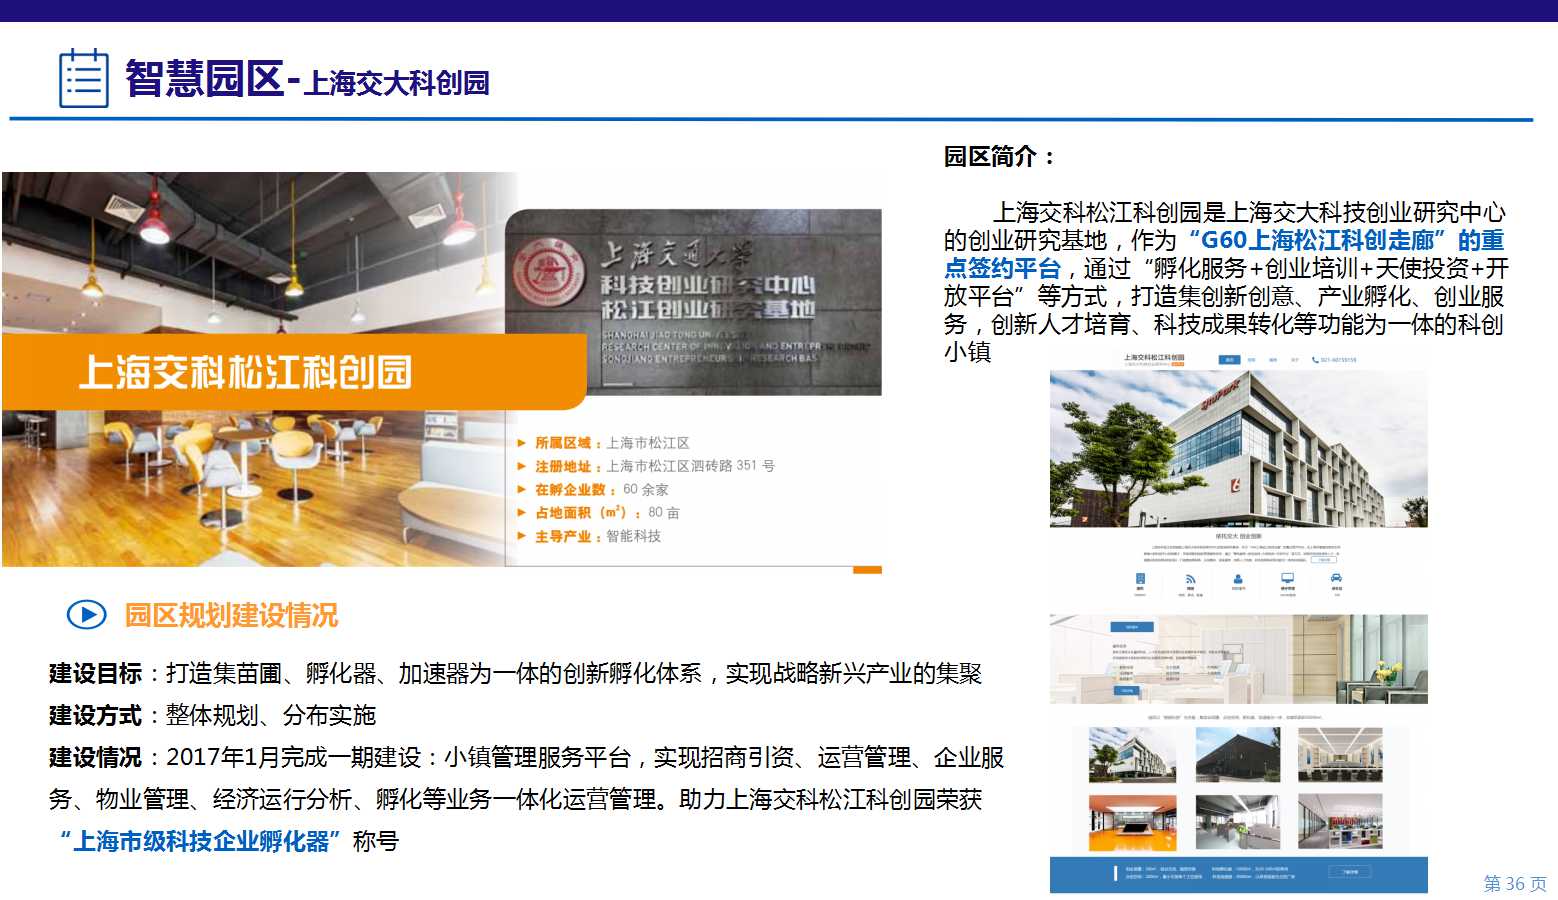 智慧园区-上海交大科创园
园区简介：
上海交科松江科创园是上海交大科技创业研究中心
的创业研究基地，作为“G60上海松江科创走廊”的重
点签约平台，通过“孵化服务+创业培训+天使投资+开
放平台”等方式，打造集创新创意、产业孵化、创业服
务，创新人才培育、科技成果转化等功能为一体的科创
小镇
上海交通大学
科技创业研究中心
松江创业研究基地
SHANGHAI JIAO TONG UNIVERSITY
RESEARCH CENTER OF INNOVATION AND ENTREPRENEURSHIP
SONGJIANG ENTREPRENEURSHIP RESEARCH BASE
上海交科松江科创园
所属区域：上海市松江区
注册地址：上海市松江区泗砖路 351 号
在孵企业数：60 余家
占地面积（m²）：80 亩
主导产业：智能科技
上海交科松江科创园
021-60155159
依托交大 创业创新
园区规划建设情况
建设目标：打造集苗圃、孵化器、加速器为一体的创新孵化体系，实现战略新兴产业的集聚
建设方式：整体规划、分布实施
建设情况：2017年1月完成一期建设：小镇管理服务平台，实现招商引资、运营管理、企业服
务、物业管理、经济运行分析、孵化等业务一体化运营管理。助力上海交科松江科创园荣获
“上海市级科技企业孵化器”称号
第 36 页